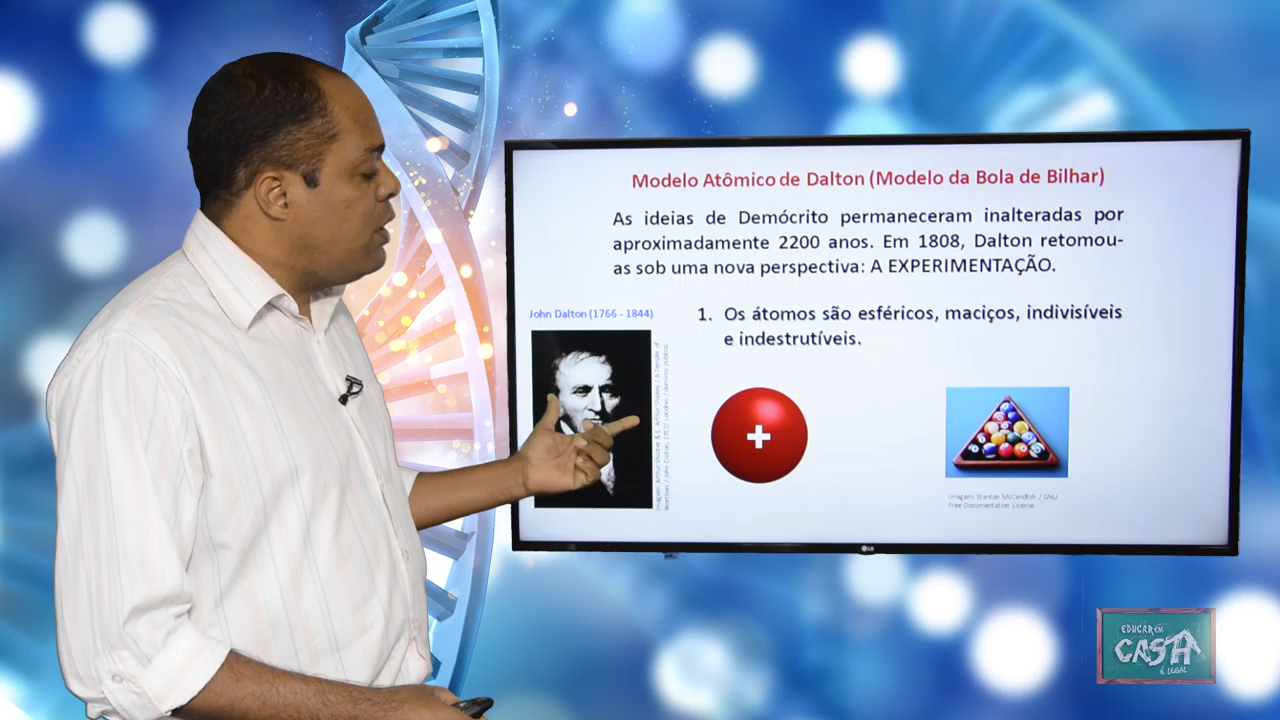 Modelo Atômico de Dalton (Modelo da Bola de Bilhar)
As ideias de Demócrito permaneceram inalteradas por
aproximadamente 2200 anos. Em 1808, Dalton retomou-
as sob uma nova perspectiva: A EXPERIMENTAÇÃO.
John Dalton (1766 - 1844)
1. Os átomos são esféricos, maciços, indivisíveis
e indestrutíveis.
+
Imagem: Stanton McCandlish / GNU
Free Documentation License
LG
EDUCAR EM
CASA
É LEGAL